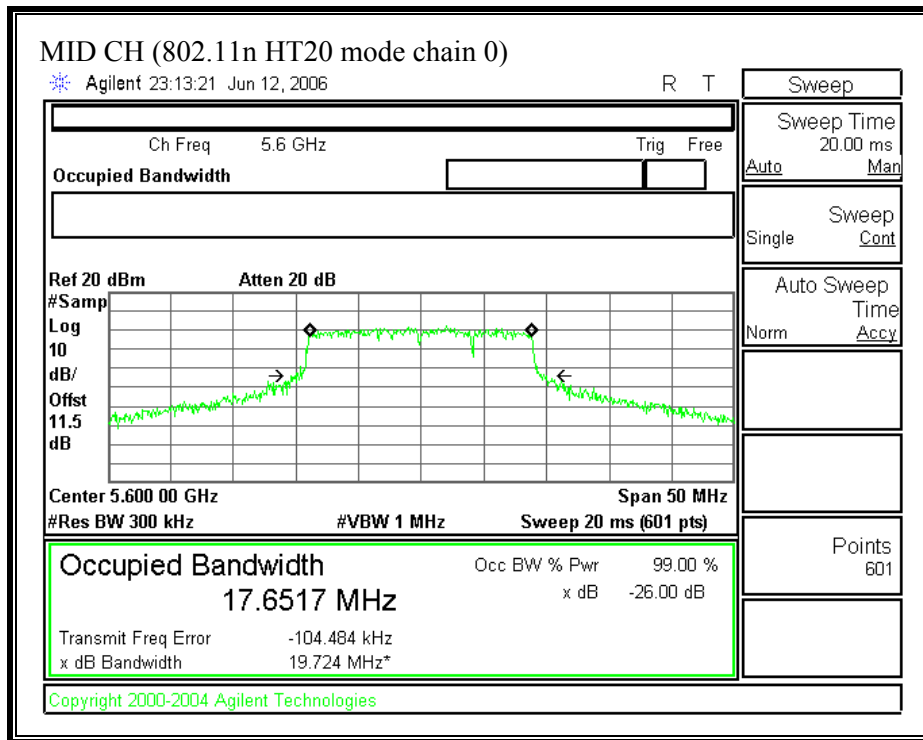 MID CH (802.11n HT20 mode chain 0)
Agilent 23:13:21 Jun 12, 2006 R T
Ch Freq 5.6 GHz Trig Free
Occupied Bandwidth
Ref 20 dBm Atten 20 dB
#Samp
Log
10
dB/
Offst
11.5
dB
Center 5.600 00 GHz Span 50 MHz
#Res BW 300 kHz #VBW 1 MHz Sweep 20 ms (601 pts)
Occupied Bandwidth
17.6517 MHz
Occ BW % Pwr 99.00 %
x dB -26.00 dB
Transmit Freq Error -104.484 kHz
x dB Bandwidth 19.724 MHz*
Copyright 2000-2004 Agilent Technologies
Sweep
Sweep Time
20.00 ms
Auto Man
Sweep
Single Cont
Auto Sweep
Time
Norm Accy
Points
601